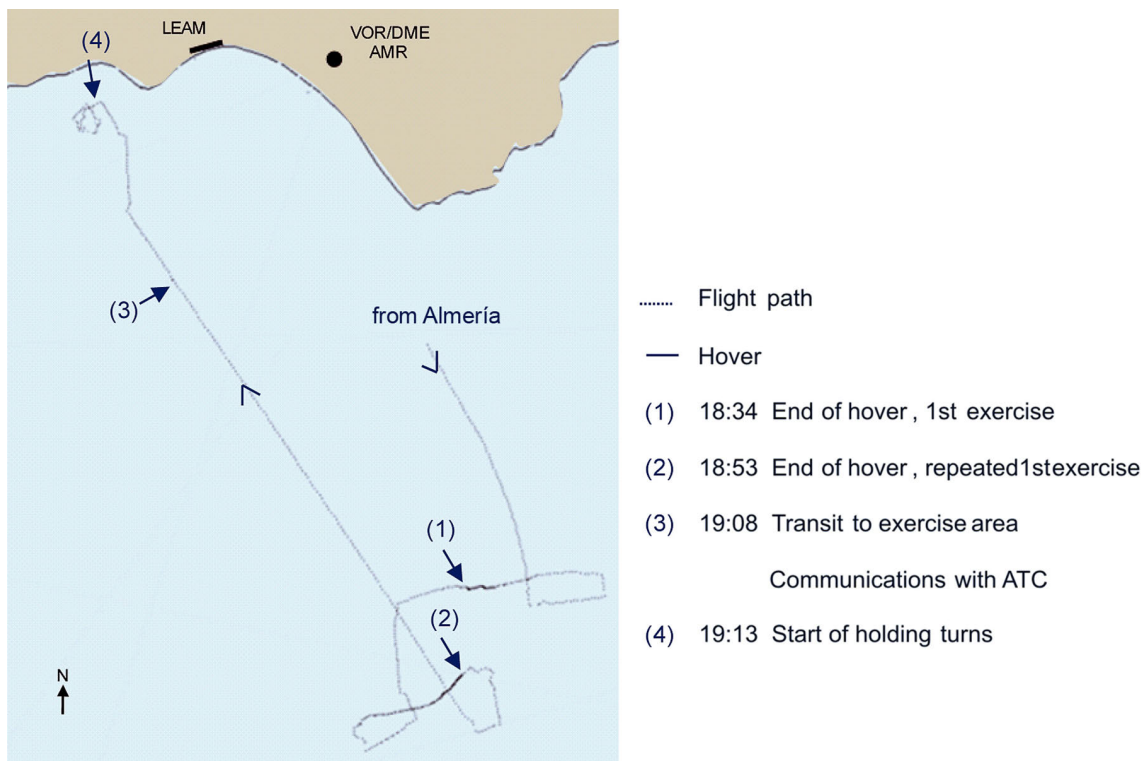 LEAM
VOR/DME
AMR
(4)
(3)
from Almería
(1)
(2)
N
Flight path
Hover
(1) 18:34 End of hover , 1st exercise
(2) 18:53 End of hover , repeated1stexercise
(3) 19:08 Transit to exercise area
Communications with ATC
(4) 19:13 Start of holding turns